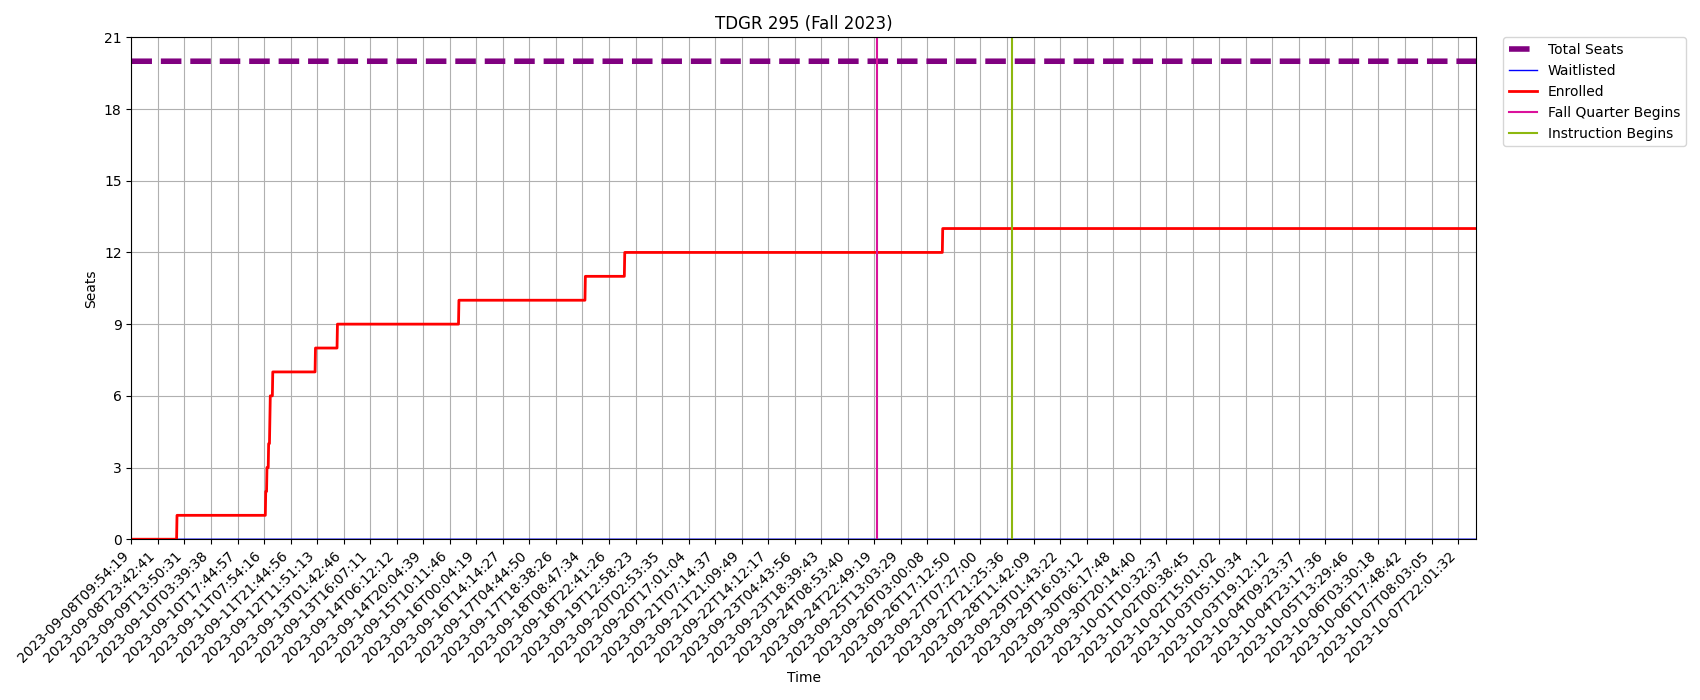 TDGR 295 (Fall 2023)
Total Seats
Waitlisted
Enrolled
Fall Quarter Begins
Instruction Begins
21
18
15
12
9
6
3
0
Seats
2023-09-08T09:54:19
2023-09-08T23:42:41
2023-09-09T13:50:31
2023-09-10T03:39:38
2023-09-10T17:44:57
2023-09-11T07:54:16
2023-09-11T21:44:56
2023-09-12T11:51:13
2023-09-13T01:42:46
2023-09-13T16:07:11
2023-09-14T06:12:12
2023-09-14T20:04:39
2023-09-15T10:11:46
2023-09-16T00:04:19
2023-09-16T14:14:27
2023-09-17T04:44:50
2023-09-17T18:38:26
2023-09-18T08:47:34
2023-09-18T22:41:26
2023-09-19T12:58:23
2023-09-20T02:53:35
2023-09-20T17:01:04
2023-09-21T07:14:37
2023-09-21T21:09:49
2023-09-22T14:12:17
2023-09-23T04:43:56
2023-09-23T18:39:43
2023-09-24T08:53:40
2023-09-24T22:49:19
2023-09-25T13:03:29
2023-09-26T03:00:08
2023-09-26T17:12:50
2023-09-27T07:27:00
2023-09-27T21:25:36
2023-09-28T11:42:09
2023-09-29T01:43:22
2023-09-29T16:03:12
2023-09-30T06:17:48
2023-09-30T20:14:40
2023-10-01T10:32:37
2023-10-02T00:38:45
2023-10-02T15:01:02
2023-10-03T05:10:34
2023-10-03T19:12:12
2023-10-04T09:23:37
2023-10-04T23:17:36
2023-10-05T13:29:46
2023-10-06T03:30:18
2023-10-06T17:48:42
2023-10-07T08:03:05
2023-10-07T22:01:32
Time